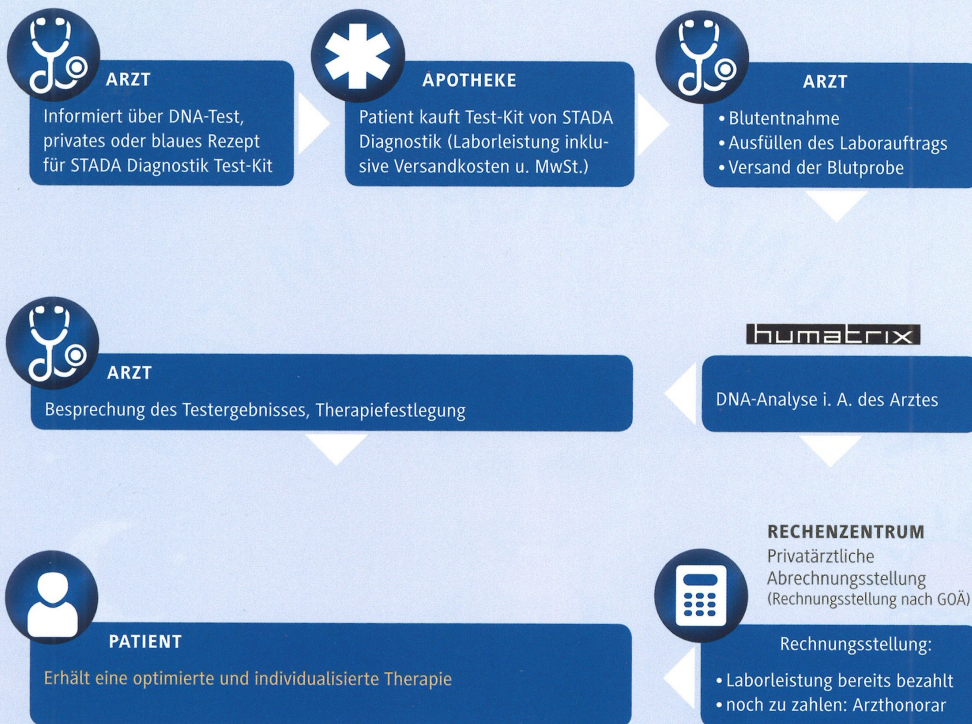 ARZT
Informiert über DNA-Test,
privates oder blaues Rezept
für STADA Diagnostik Test-Kit
APOTHEKE
Patient kauft Test-Kit von STADA
Diagnostik (Laborleistung inklu-
sive Versandkosten u. MwSt.)
ARZT
• Blutentnahme
• Ausfüllen des Laborauftrags
• Versand der Blutprobe
humatrix
DNA-Analyse i. A. des Arztes
ARZT
Besprechung des Testergebnisses, Therapiefestlegung
RECHENZENTRUM
Privatärztliche
Abrechnungsstelle
(Rechnungsstellung nach GOÄ)
Rechnungsstellung:
• Laborleistung bereits bezahlt
• noch zu zahlen: Arzthonorar
PATIENT
Erhält eine optimierte und individualisierte Therapie